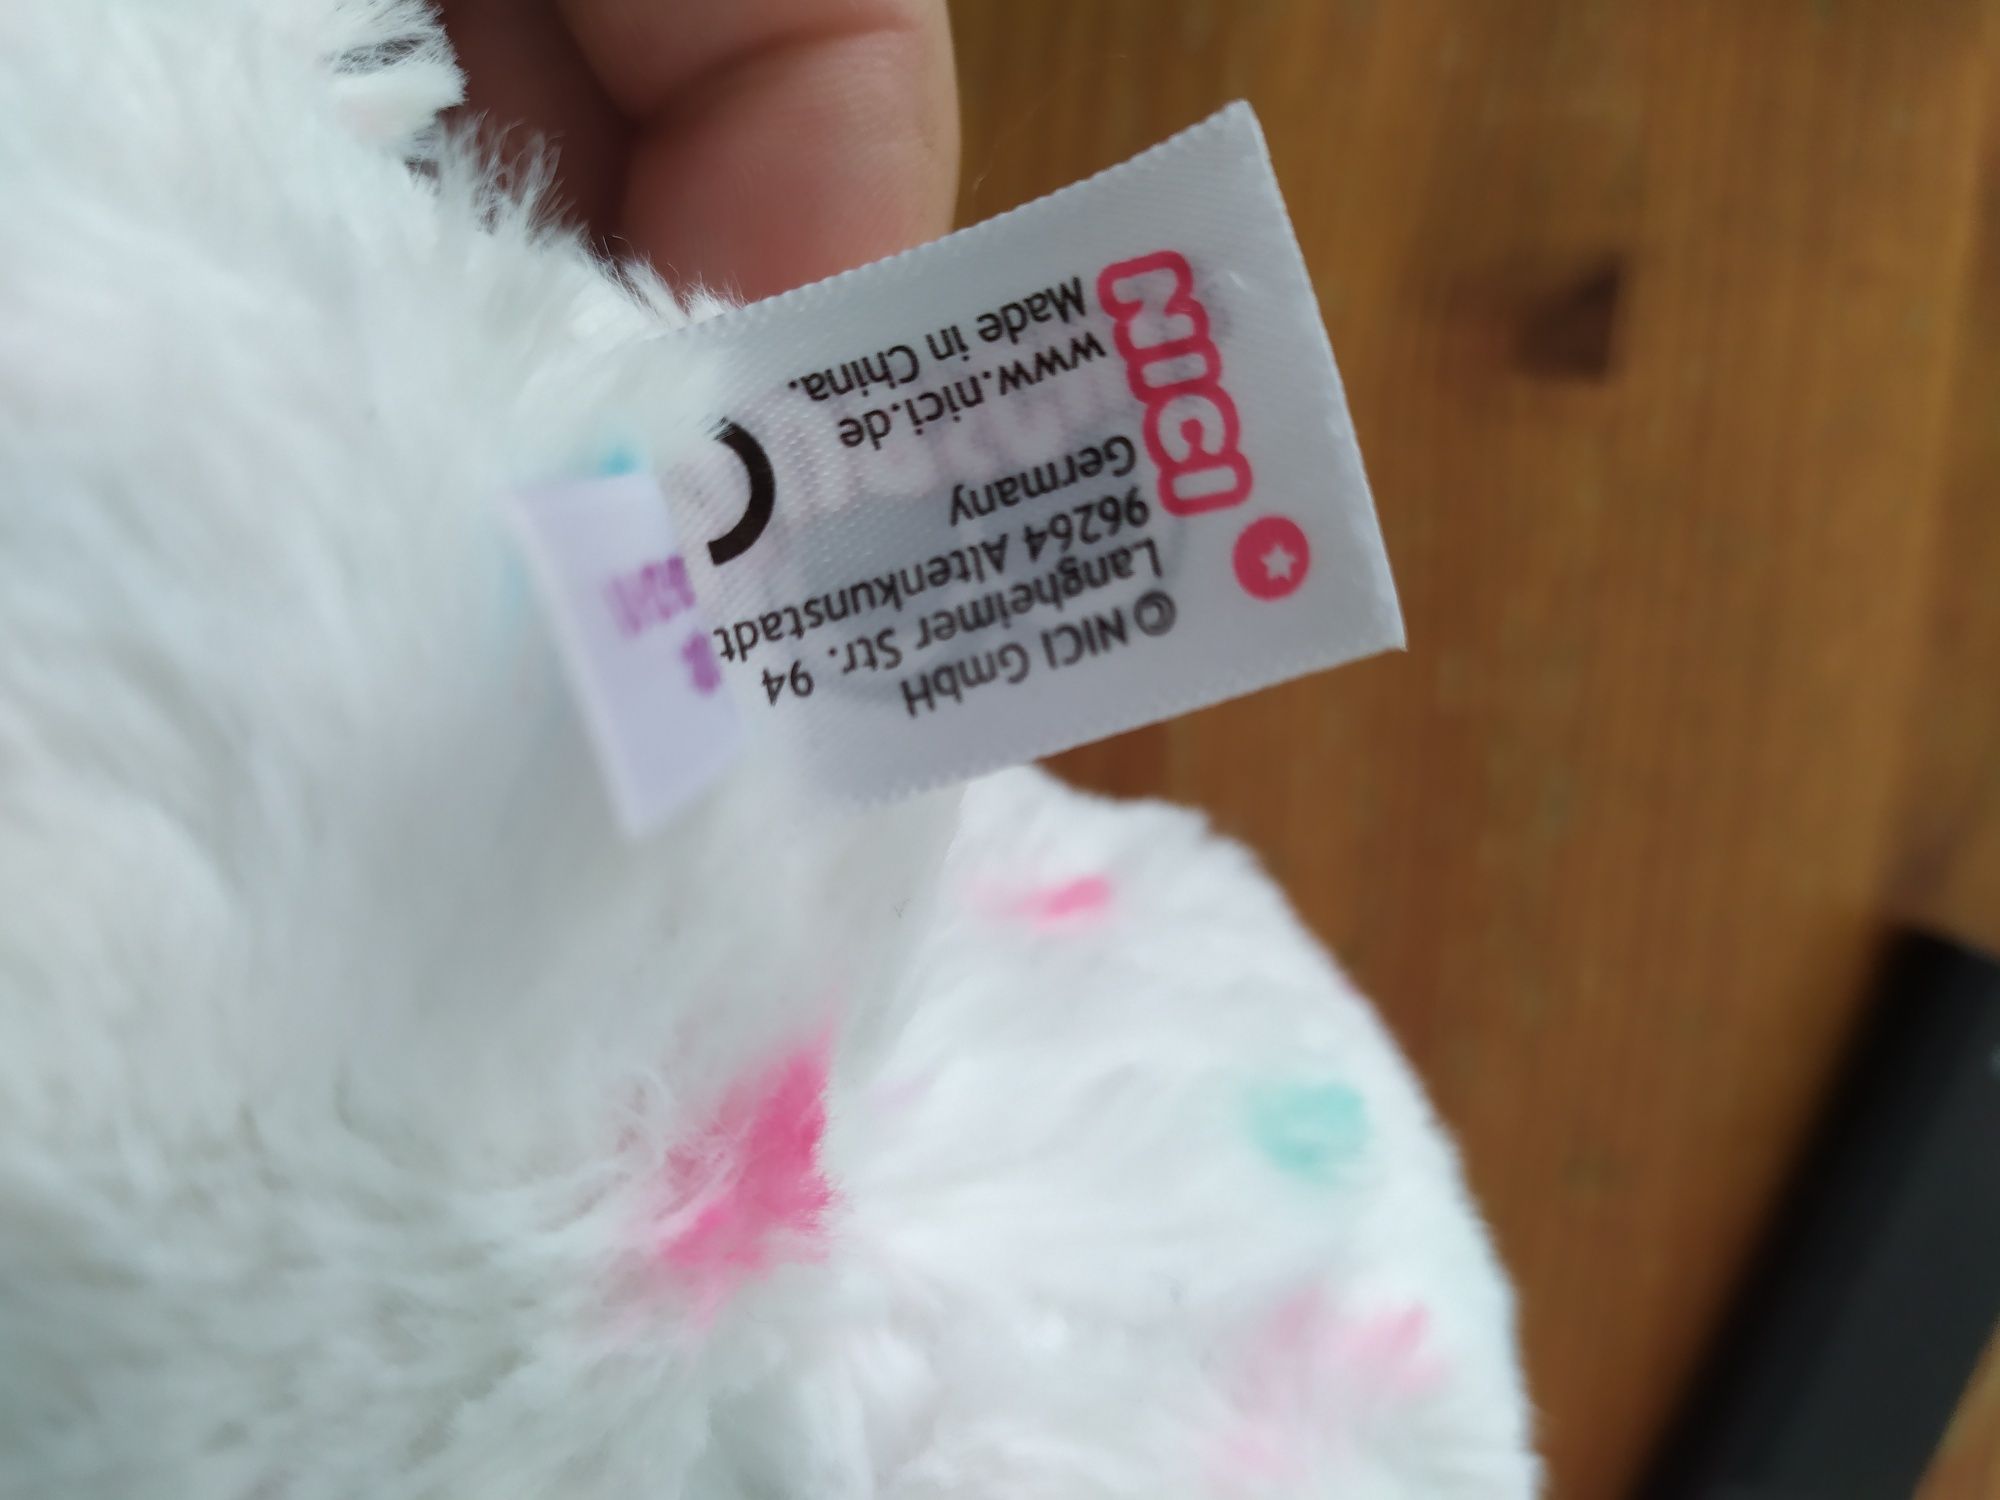 NICI
© NICI GmbH
Langheimer Str. 94
96264 Altenkunstadt
Germany
www.nici.de
Made in China.